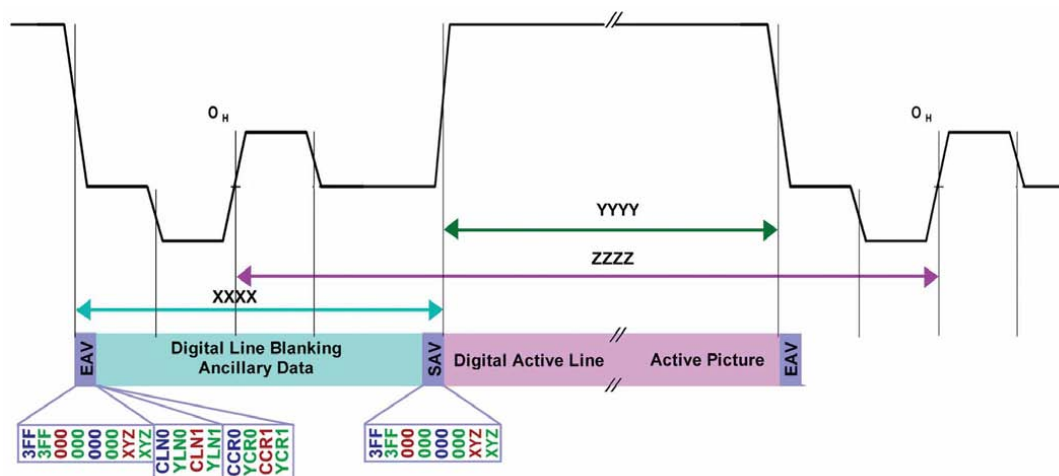 //
O H
O H
YYYY
ZZZZ
XXXX
EAV
Digital Line Blanking
Ancillary Data
SAV
Digital Active Line
//
//
Active Picture
EAV
3FF
3FF
000
000
000
000
XYZ
XYZ
CLN0
YLN0
CLN1
YLN1
CCR0
YCR0
CCR1
YCR1
3FF
3FF
000
000
000
000
XYZ
XYZ